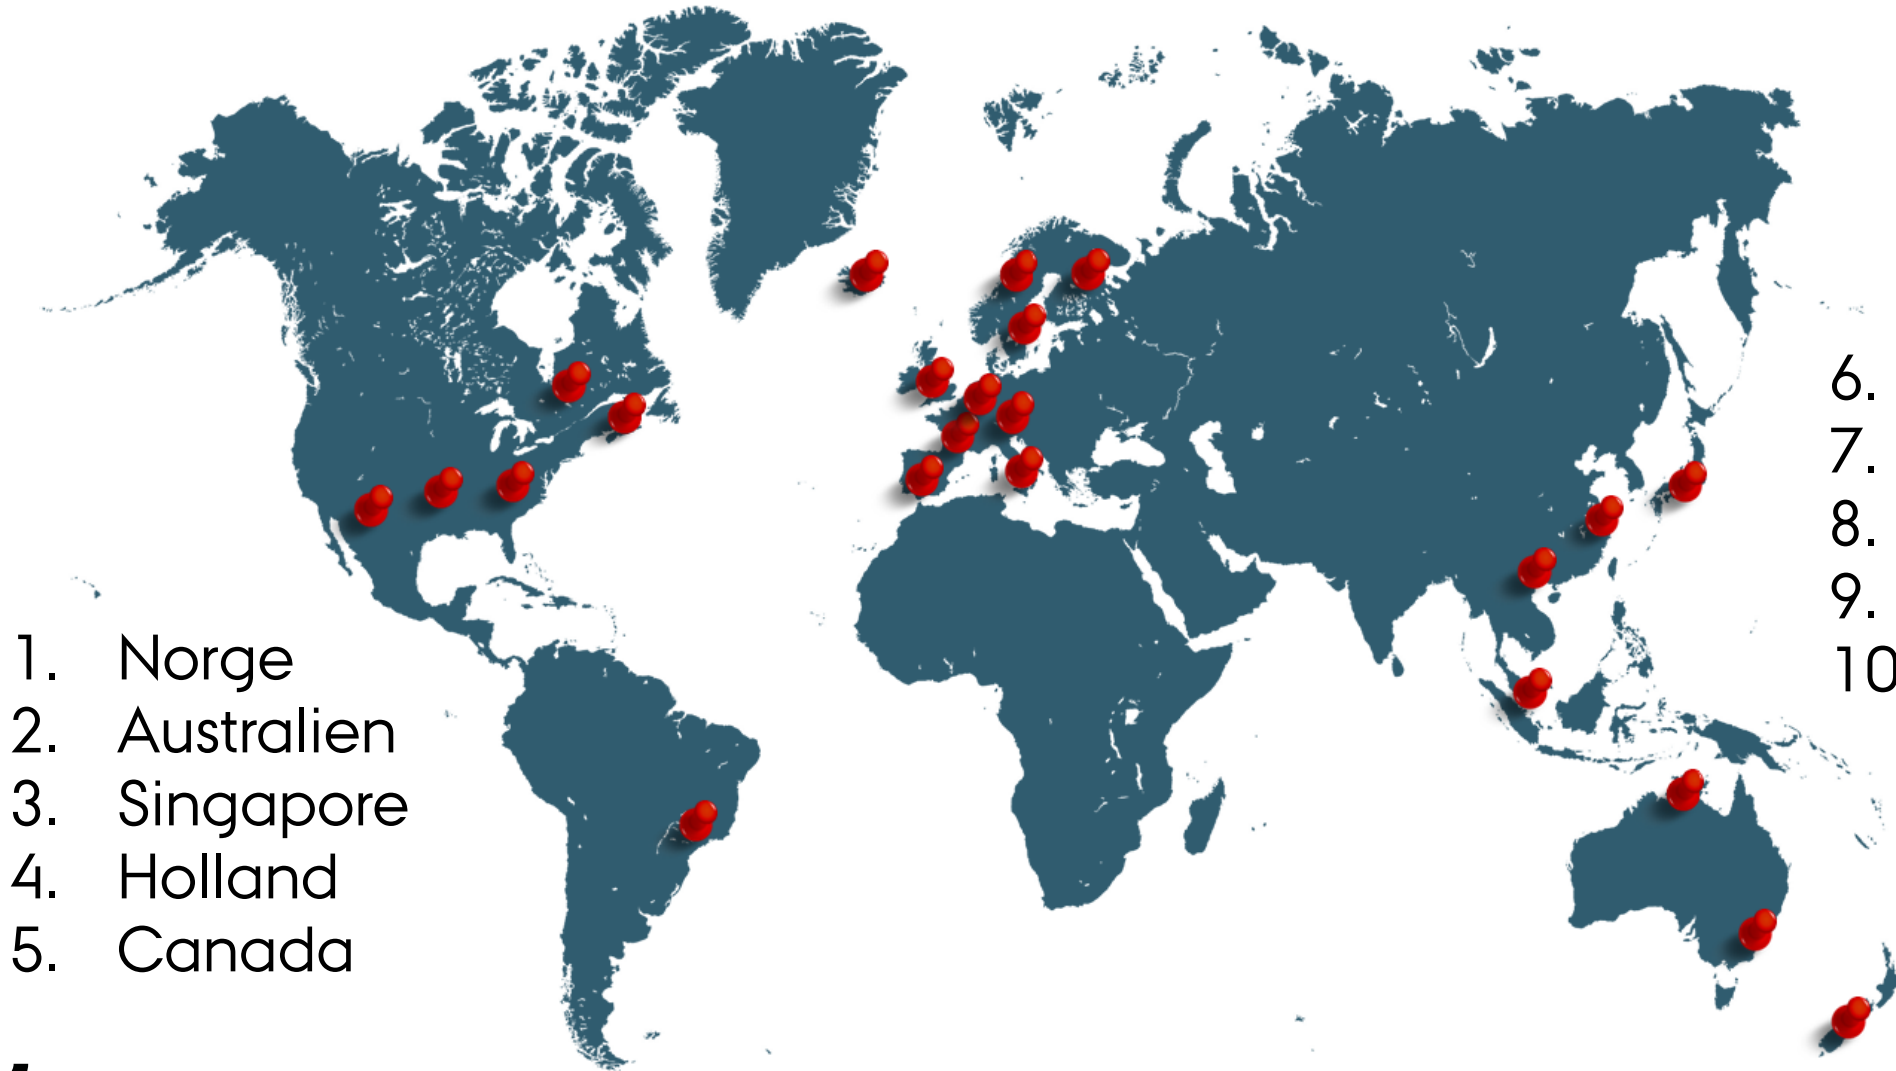 1. Norge
2. Australien
3. Singapore
4. Holland
5. Canada
6.
7.
8.
9.
10